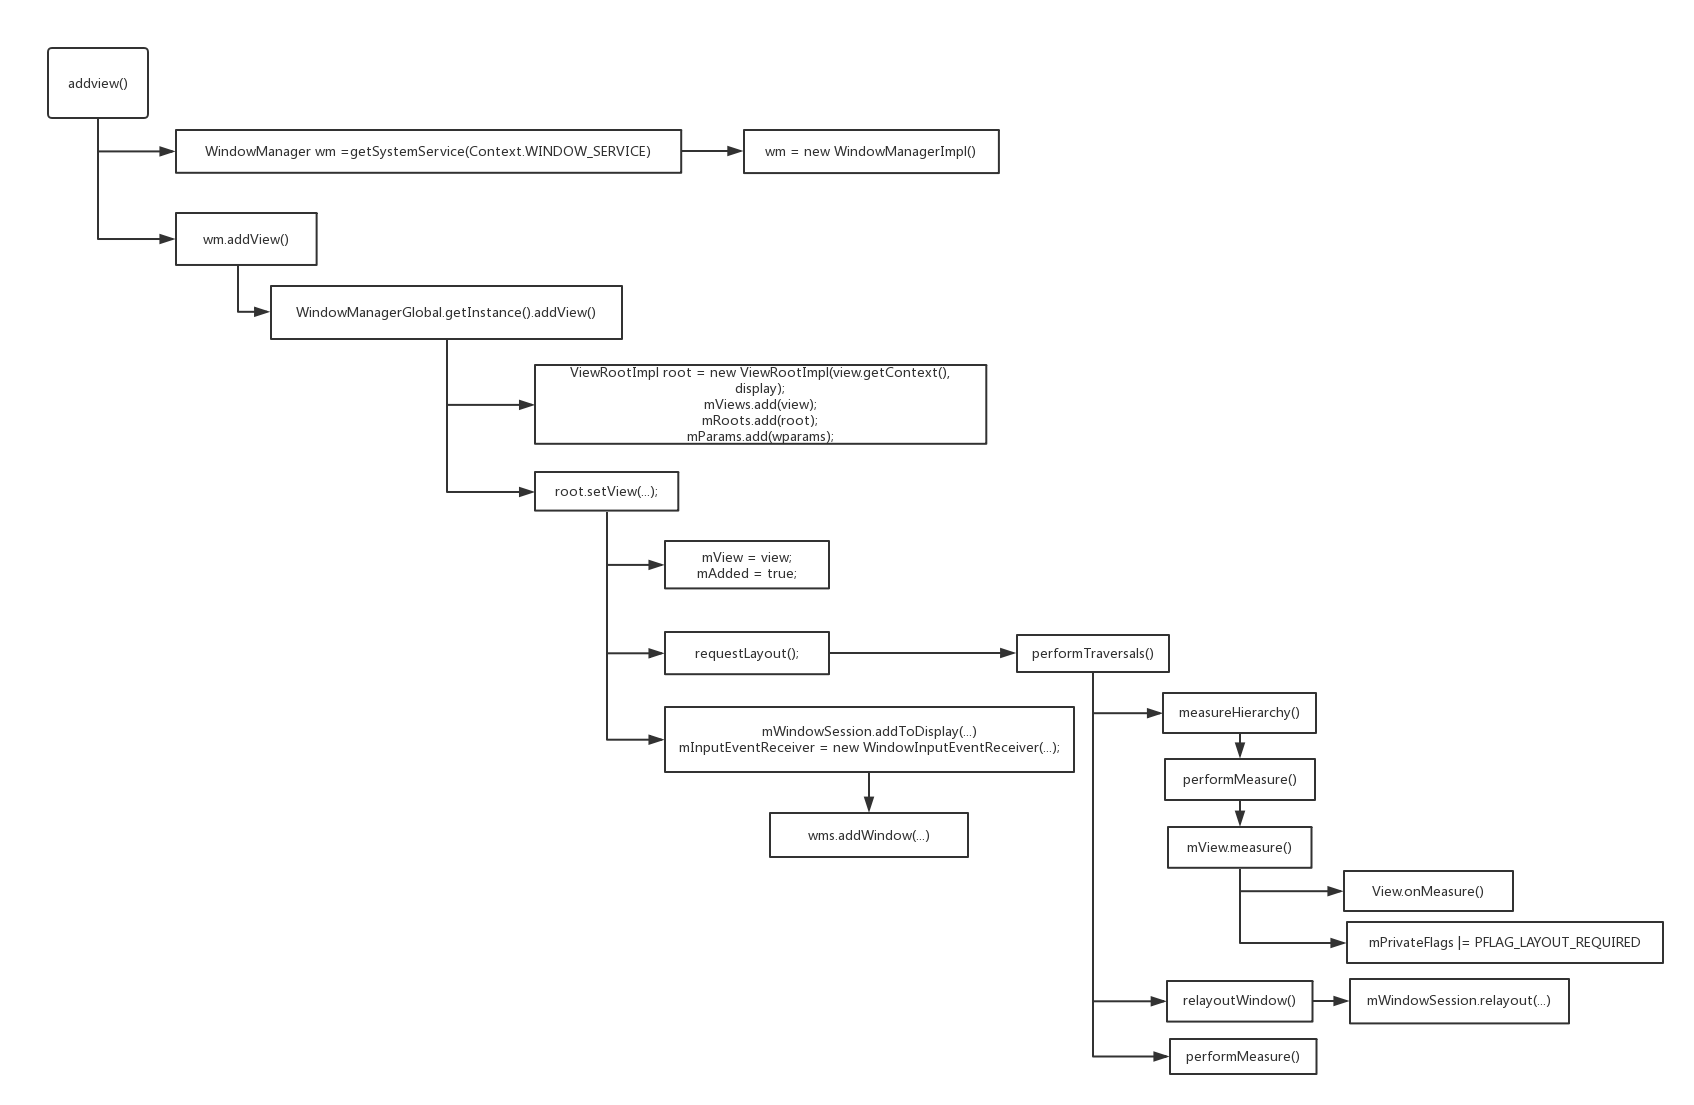 addview()
WindowManager wm =getSystemService(Context.WINDOW_SERVICE)
wm = new WindowManagerImpl()
wm.addView()
WindowManagerGlobal.getInstance().addView()
ViewRootImpl root = new ViewRootImpl(view.getContext(),
display);
mViews.add(view);
mRoots.add(root);
mParams.add(wparams);
root.setView(...);
mView = view;
mAdded = true;
requestLayout();
performTraversals()
measureHierarchy()
mWindowSession.addToDisplay(...)
mInputEventReceiver = new WindowInputEventReceiver(...);
performMeasure()
wms.addWindow(...)
mView.measure()
View.onMeasure()
mPrivateFlags |= PFLAG_LAYOUT_REQUIRED
relayoutWindow()
mWindowSession.relayout(...)
performMeasure()